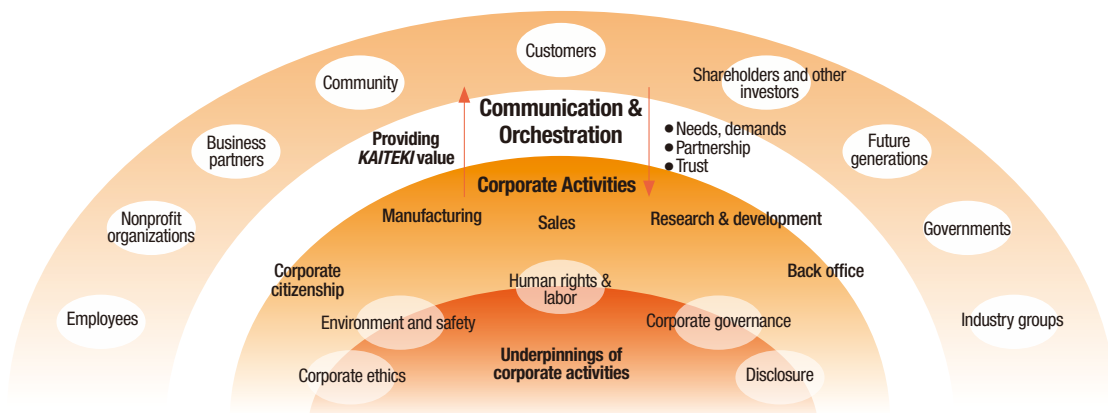 Customers
Community
Shareholders and other
investors
Communication &
Orchestration
Business
partners
Providing
KAITEKI value
● Needs, demands
● Partnership
● Trust
Future
generations
Corporate Activities
Nonprofit
organizations
Manufacturing
Sales
Research & development
Governments
Corporate
citizenship
Human rights &
labor
Back office
Employees
Environment and safety
Corporate governance
Industry groups
Underpinnings of
corporate activities
Corporate ethics
Disclosure